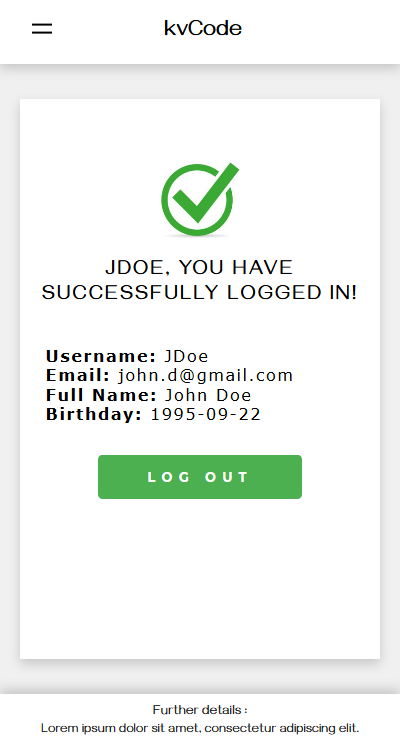 kvCode
JDOE, YOU HAVE
SUCCESSFULLY LOGGED IN!
Username: JDoe
Email: john.d@gmail.com
Full Name: John Doe
Birthday: 1995-09-22
LOG OUT
Further details :
Lorem ipsum dolor sit amet, consectetur adipiscing elit.